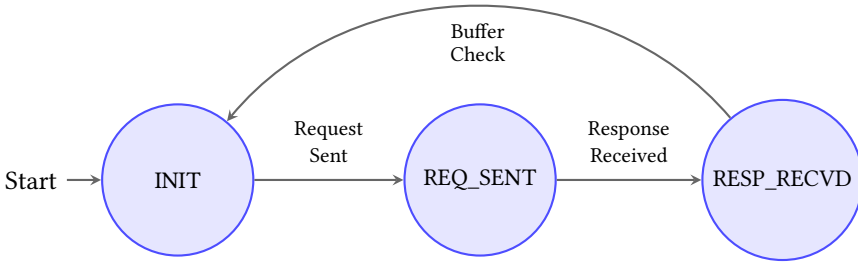 Buffer
Check
Request
Sent
Response
Received
Start
INIT
REQ_SENT
RESP_RECVD